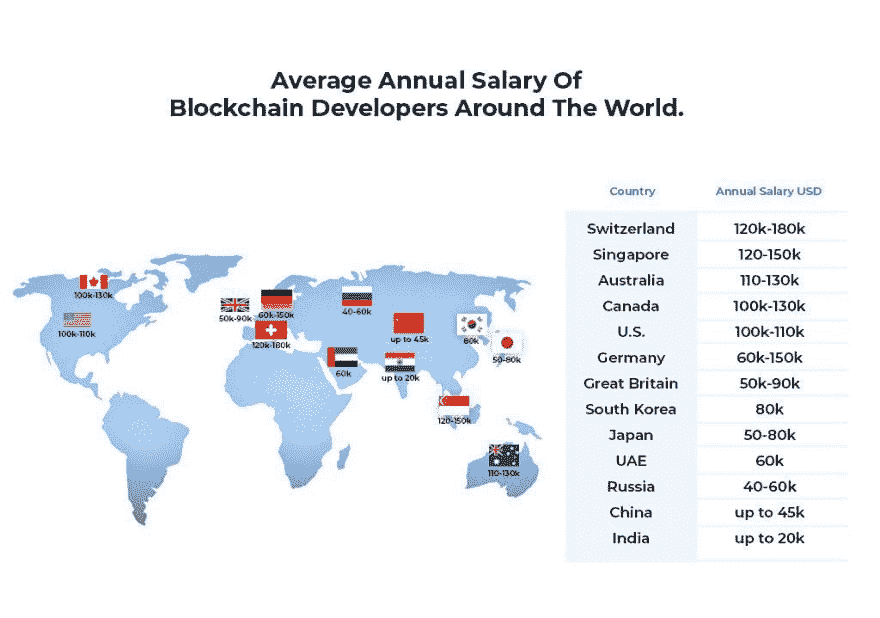 Average Annual Salary Of
Blockchain Developers Around The World.
Country Annual Salary USD
Switzerland 120k-180k
Singapore 120-150k
Australia 110-130k
Canada 100k-130k
U.S. 100k-110k
Germany 60k-150k
Great Britain 50k-90k
South Korea 80k
Japan 50-80k
UAE 60k
Russia 40-60k
China up to 45k
India up to 20k
100k-130k
100k-110k
50k-90k
60k-150k
120k-180k
40-60k
up to 45k
80k
50-80k
60k
up to 20k
120-150k
110-130k